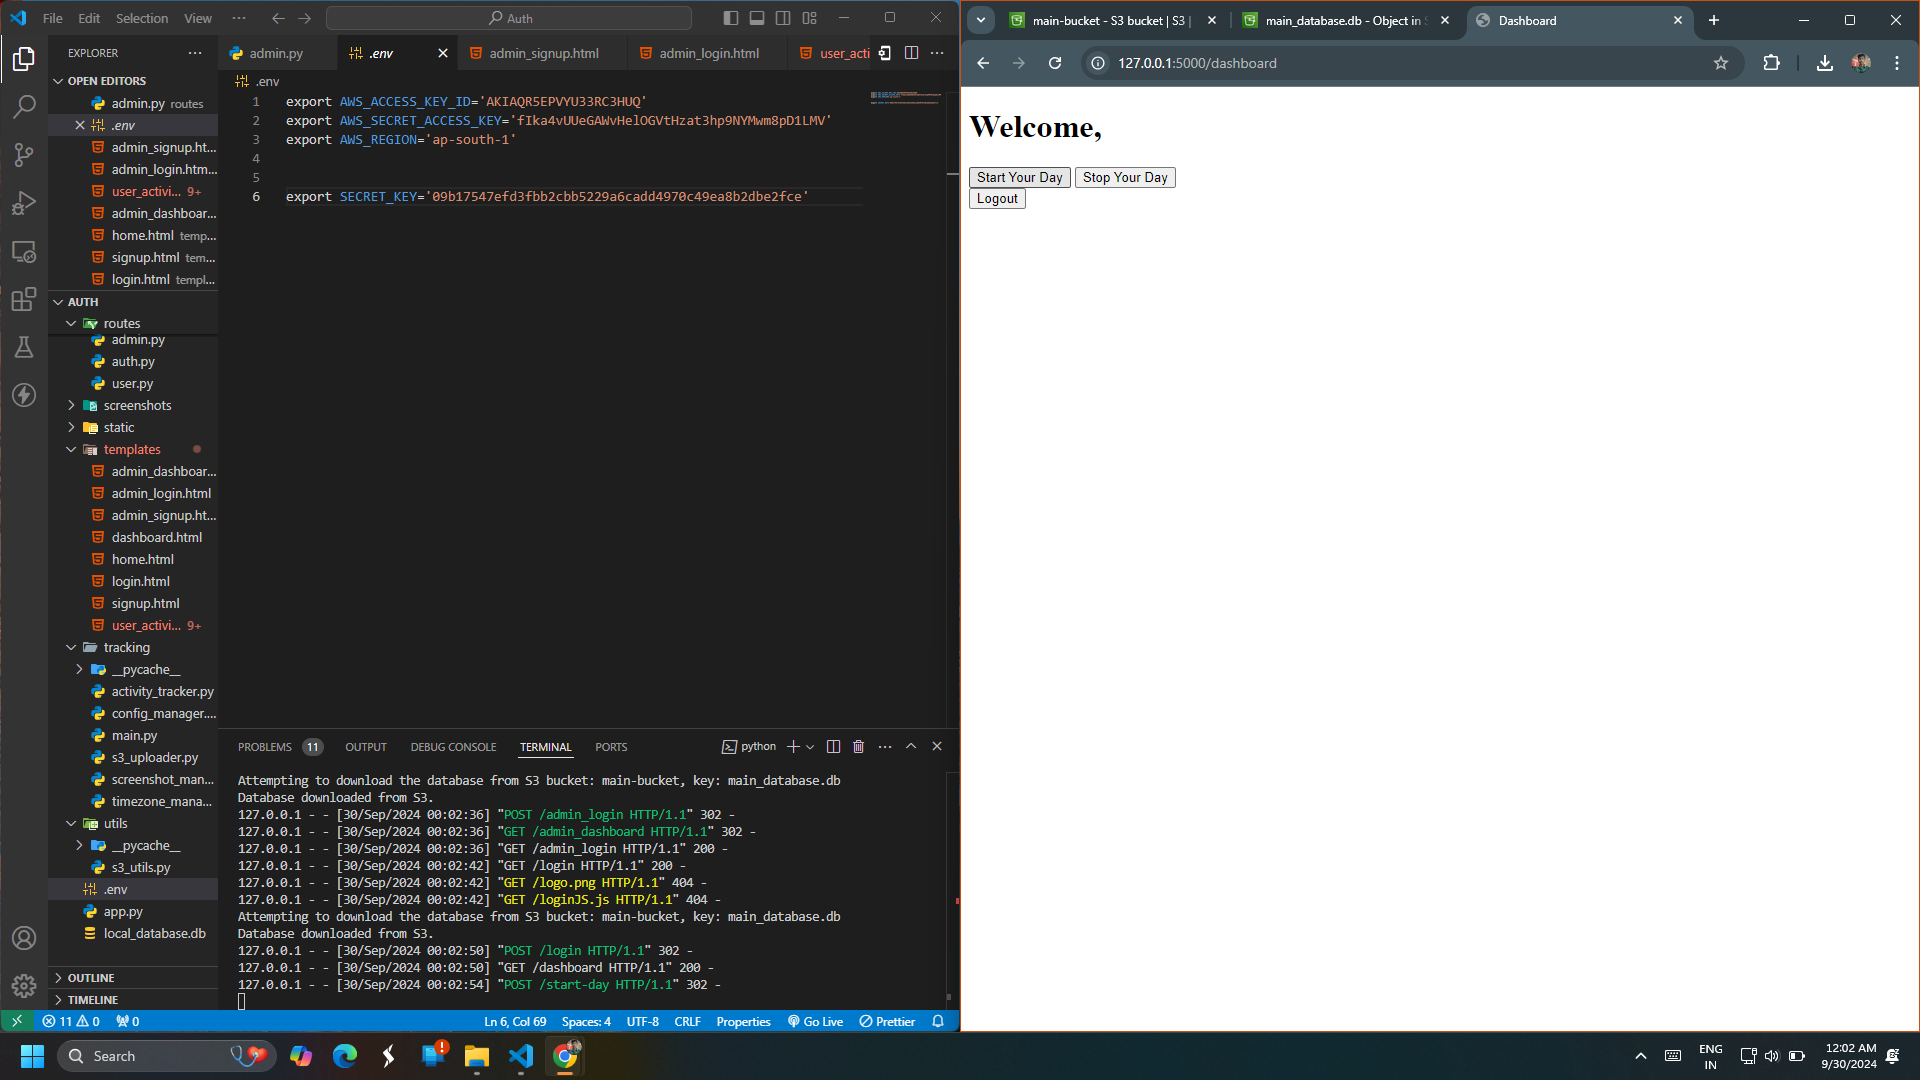 File Edit Selection View ··· Auth
EXPLORER
OPEN EDITORS
admin.py routes
.env
admin_signup.ht...
admin_login.htm...
user_activi... 9+
admin_dashboar...
home.html temp...
signup.html tem...
login.html templ...
AUTH
routes
admin.py
auth.py
user.py
screenshots
static
templates
admin_dashboar...
admin_login.html
admin_signup.ht...
dashboard.html
home.html
login.html
signup.html
user_activi... 9+
tracking
__pycache__
activity_tracker.py
config_manager....
main.py
s3_uploader.py
screenshot_man...
timezone_mana...
utils
__pycache__
s3_utils.py
.env
app.py
local_database.db
OUTLINE
TIMELINE
admin.py .env admin_signup.html admin_login.html user_acti
.env
1 export AWS_ACCESS_KEY_ID='AKIAQR5EPVYU33RC3HUQ'
2 export AWS_SECRET_ACCESS_KEY='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'
3 export AWS_REGION='ap-south-1'
4
5
6 export SECRET_KEY='09b17547efd3fbb2cbb5229a6cadd4970c49ea8b2dbe2fce'
PROBLEMS 11 OUTPUT DEBUG CONSOLE TERMINAL PORTS python
Attempting to download the database from S3 bucket: main-bucket, key: main_database.db
Database downloaded from S3.
127.0.0.1 - - [30/Sep/2024 00:02:36] "POST /admin_login HTTP/1.1" 302 -
127.0.0.1 - - [30/Sep/2024 00:02:36] "GET /admin_dashboard HTTP/1.1" 302 -
127.0.0.1 - - [30/Sep/2024 00:02:36] "GET /admin_login HTTP/1.1" 200 -
127.0.0.1 - - [30/Sep/2024 00:02:42] "GET /login HTTP/1.1" 200 -
127.0.0.1 - - [30/Sep/2024 00:02:42] "GET /logo.png HTTP/1.1" 404 -
127.0.0.1 - - [30/Sep/2024 00:02:42] "GET /loginJS.js HTTP/1.1" 404 -
Attempting to download the database from S3 bucket: main-bucket, key: main_database.db
Database downloaded from S3.
127.0.0.1 - - [30/Sep/2024 00:02:50] "POST /login HTTP/1.1" 302 -
127.0.0.1 - - [30/Sep/2024 00:02:50] "GET /dashboard HTTP/1.1" 200 -
127.0.0.1 - - [30/Sep/2024 00:02:54] "POST /start-day HTTP/1.1" 302 -
11 0 0 Ln 6, Col 69 Spaces: 4 UTF-8 CRLF Properties Go Live Prettier
main-bucket - S3 bucket | S3 | main_database.db - Object in S Dashboard
127.0.0.1:5000/dashboard
Welcome,
Start Your Day Stop Your Day
Logout
Search
ENG
IN
12:02 AM
9/30/2024